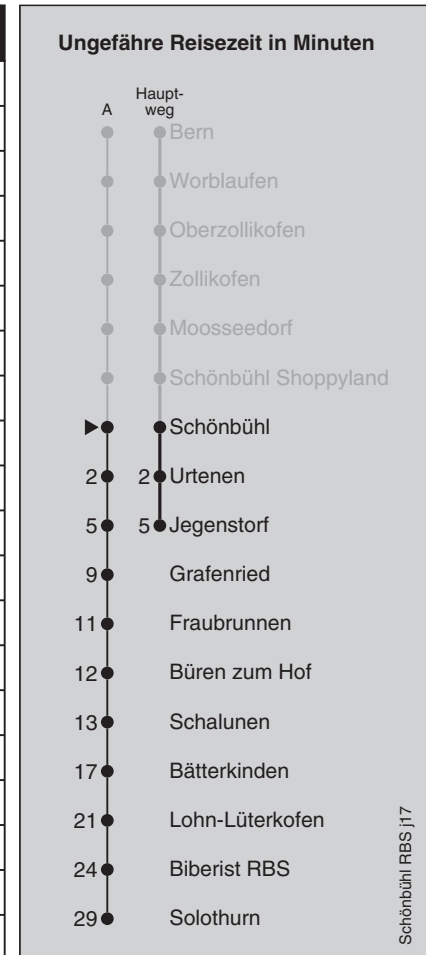 Ungefähre Reisezeit in Minuten
A Haupt-
weg
Bern
Worblaufen
Oberzollikofen
Zollikofen
Moosseedorf
Schönbühl Shoppyland
Schönbühl
2 2 Urtenen
5 5 Jegenstorf
9 Grafenried
11 Fraubrunnen
12 Büren zum Hof
13 Schalunen
17 Bätterkinden
21 Lohn-Lüterkofen
24 Biberist RBS
29 Solothurn
Schönbühl RBS j17